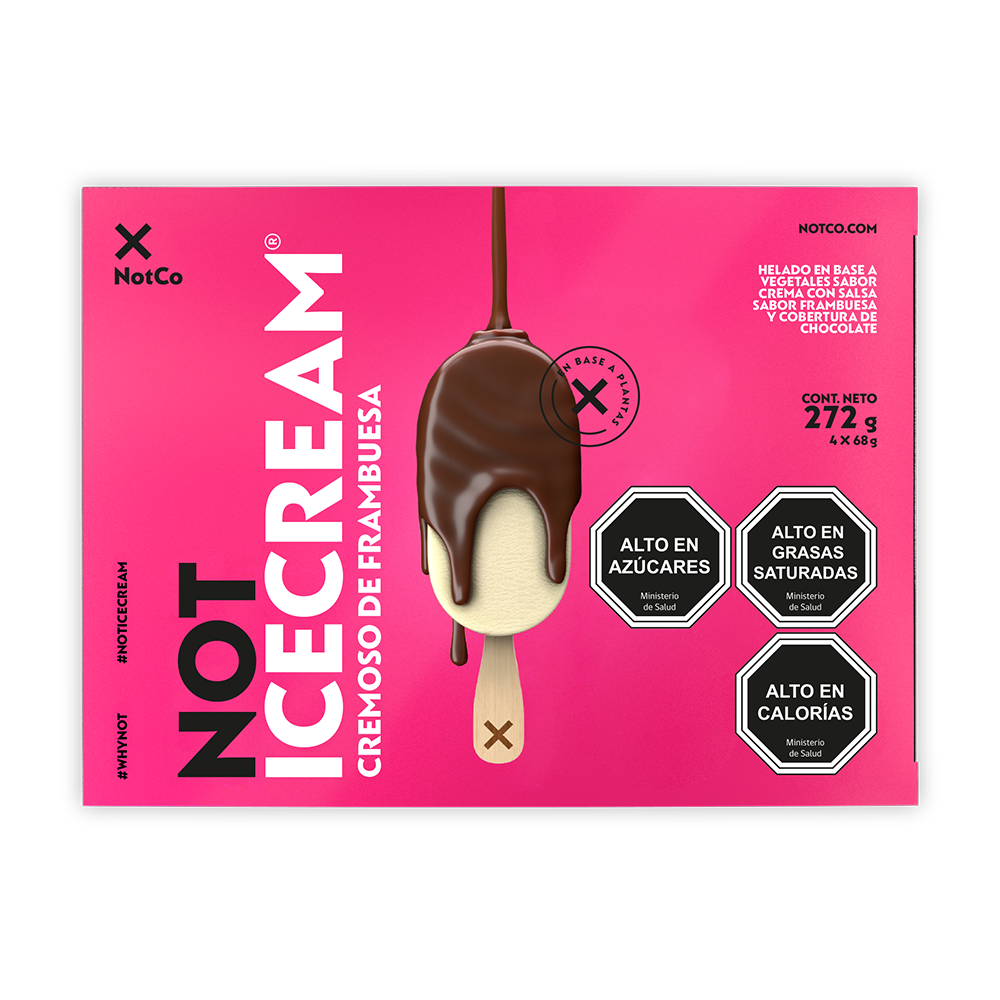 NotCo
NOT
ICECREAM®
CREMOSO DE FRAMBUESA
#WHYNOT
#NOTICECREAM
EN BASE A PLANTAS
NOTCO.COM
HELADO EN BASE A
VEGETALES SABOR
CREMA CON SALSA
SABOR FRAMBUESA
Y COBERTURA DE
CHOCOLATE
CONT. NETO
272 g
4 X 68 g
ALTO EN
AZÚCARES
Ministerio
de Salud
ALTO EN
GRASAS
SATURADAS
Ministerio
de Salud
ALTO EN
CALORÍAS
Ministerio
de Salud